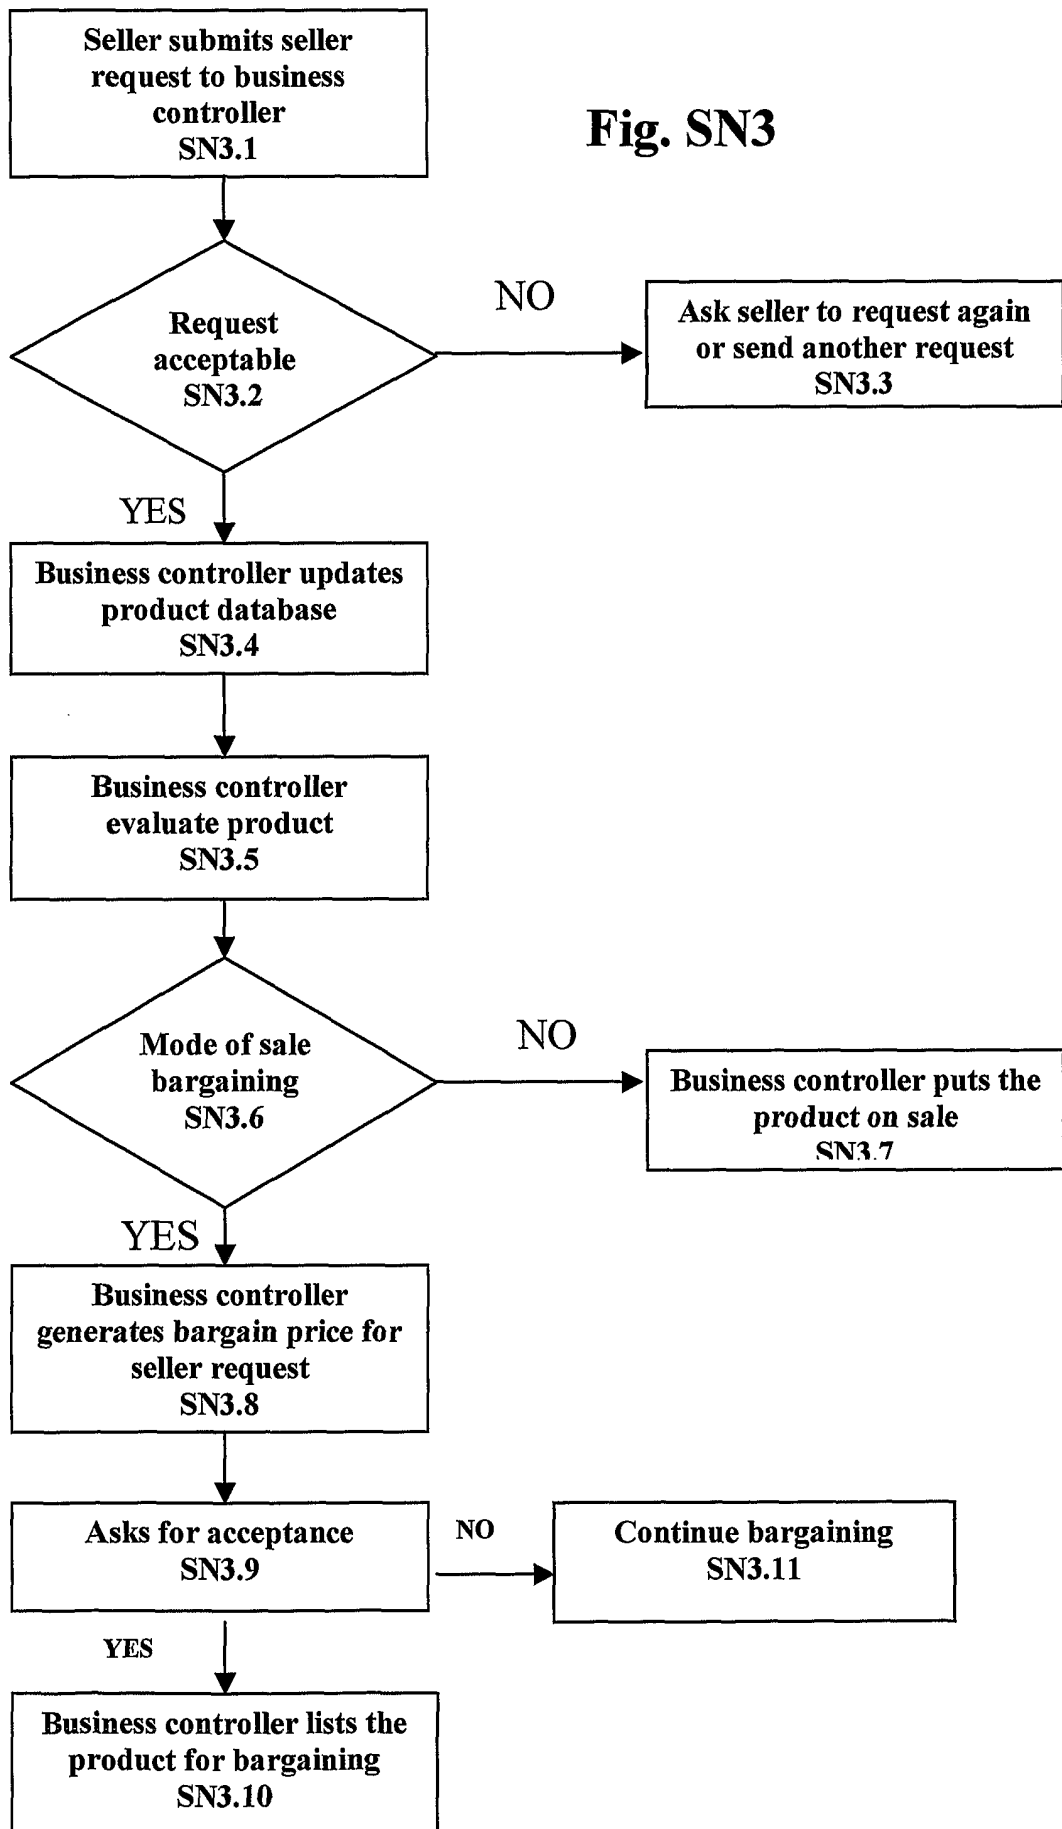 Seller submits seller
request to business
controller
SN3.1
Fig. SN3
Request
acceptable
SN3.2
NO
Ask seller to request again
or send another request
SN3.3
YES
Business controller updates
product database
SN3.4
Business controller
evaluate product
SN3.5
Mode of sale
bargaining
SN3.6
NO
Business controller puts the
product on sale
SN3.7
YES
Business controller
generates bargain price for
seller request
SN3.8
Asks for acceptance
SN3.9
NO
Continue bargaining
SN3.11
YES
Business controller lists the
product for bargaining
SN3.10